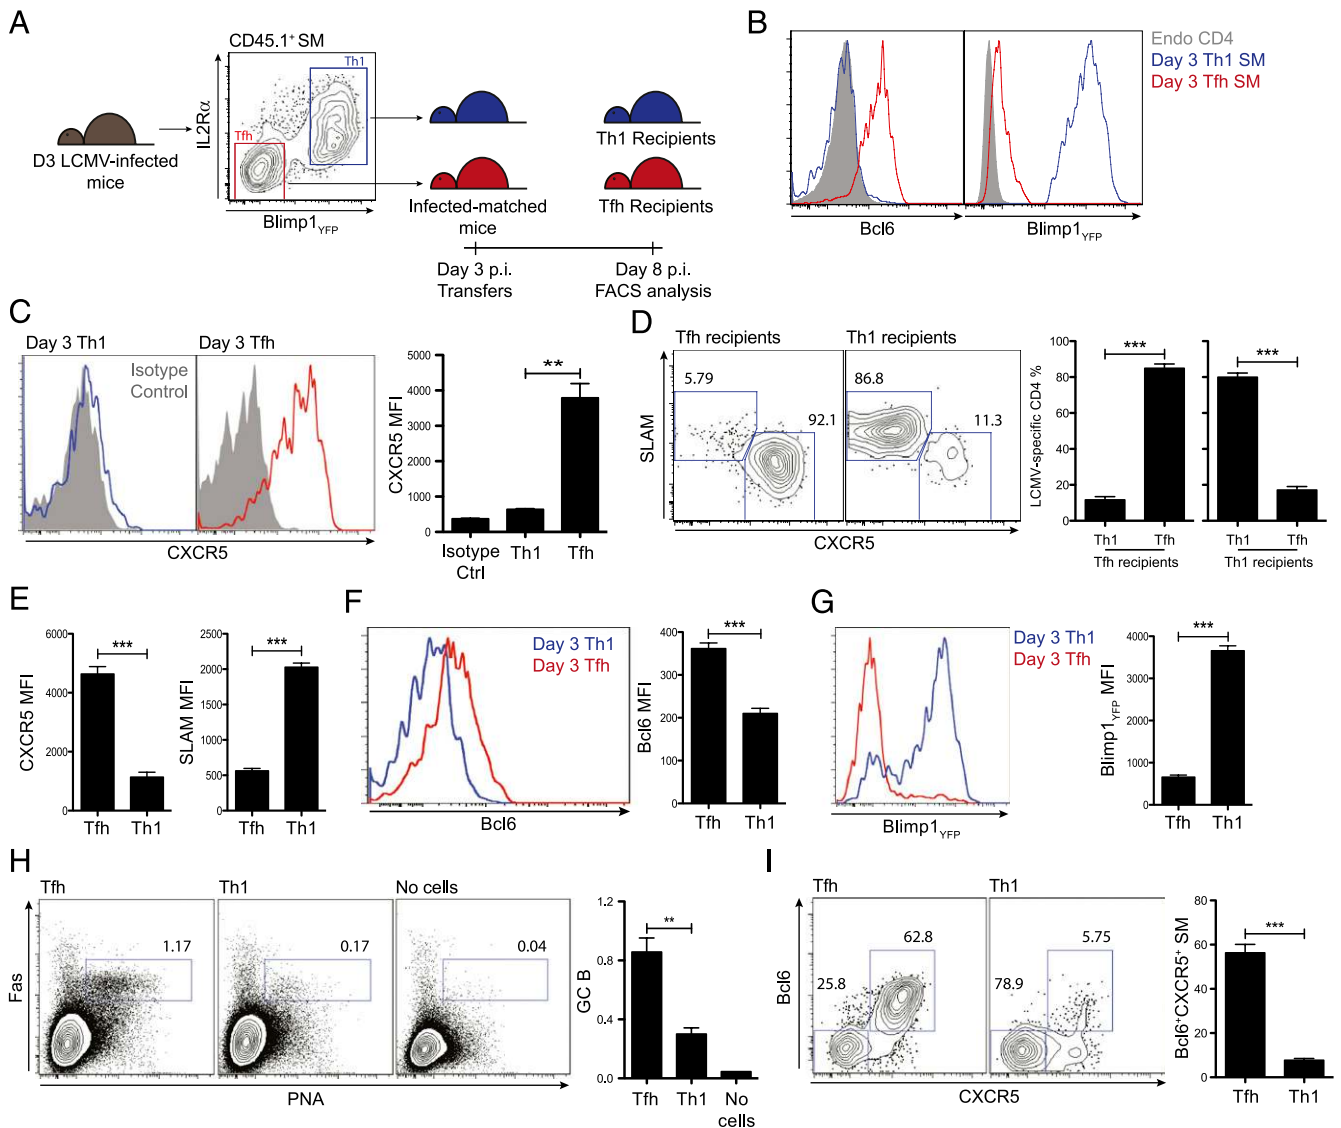 A
CD45.1+ SM
Th1
Tfh
IL2Rα
Blimp1YFP
D3 LCMV-infected
mice
Infected-matched
mice
Th1 Recipients
Tfh Recipients
Day 3 p.i.
Transfers
Day 8 p.i.
FACS analysis
B
Endo CD4
Day 3 Th1 SM
Day 3 Tfh SM
Bcl6
Blimp1YFP
C
Day 3 Th1
Day 3 Tfh
Isotype
Control
CXCR5
CXCR5 MFI
5000
4000
3000
2000
1000
0
**
Isotype
Ctrl
Th1
Tfh
D
Tfh recipients
Th1 recipients
5.79
92.1
86.8
11.3
SLAM
CXCR5
LCMV-specific CD4 %
100
80
60
40
20
0
***
***
Th1
Tfh
Tfh recipients
Th1
Tfh
Th1 recipients
E
CXCR5 MFI
6000
4000
2000
0
***
Tfh
Th1
SLAM MFI
2500
2000
1500
1000
500
0
***
Tfh
Th1
F
Day 3 Th1
Day 3 Tfh
Bcl6
Bcl6 MFI
400
300
200
100
0
***
Tfh
Th1
G
Day 3 Th1
Day 3 Tfh
Blimp1YFP
Blimp1YFP MFI
4000
3000
2000
1000
0
***
Tfh
Th1
H
Tfh
Th1
No cells
1.17
0.17
0.04
Fas
PNA
GC B
1.2
0.8
0.4
0.0
**
Tfh
Th1
No
cells
I
Tfh
Th1
62.8
25.8
5.75
78.9
Bcl6
CXCR5
Bcl6+CXCR5+ SM
80
60
40
20
0
***
Tfh
Th1